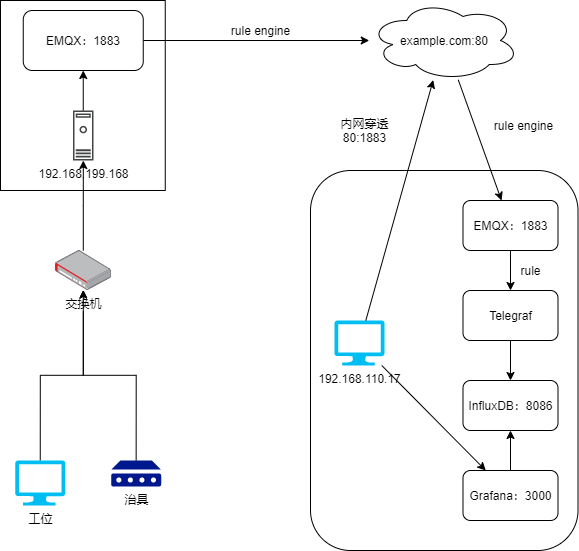 EMQX：1883
rule engine
example.com:80
192.168.199.168
内网穿透
80:1883
rule engine
EMQX：1883
rule
交换机
Telegraf
192.168.110.17
InfluxDB：8086
Grafana：3000
工位
治具